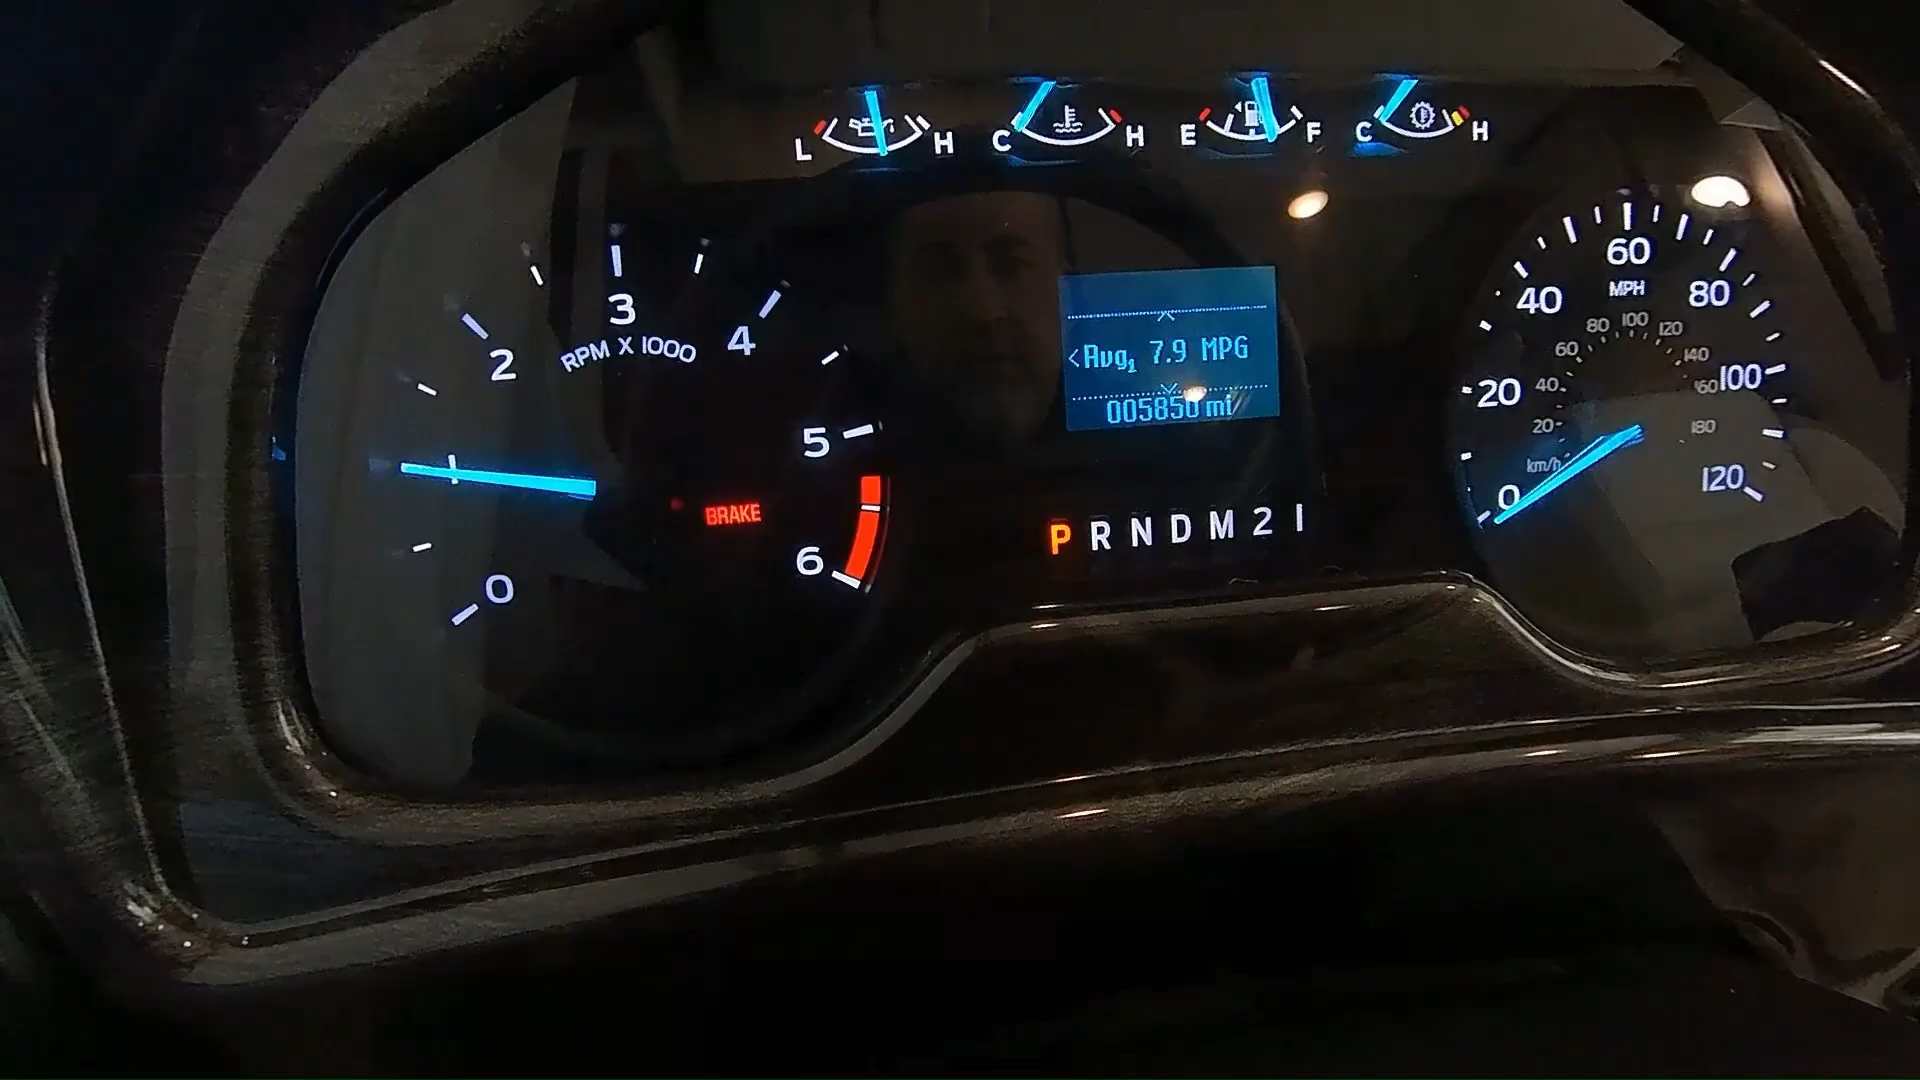 L H C H E F C H
0 2 3 4 5 6
RPM X 1000
BRAKE
<Avg1 7.9 MPG
005850 mi
P R N D M 2 1
0 20 40 60 80 100 120
MPH
20 40 60 80 100 120 140 160 180
km/h